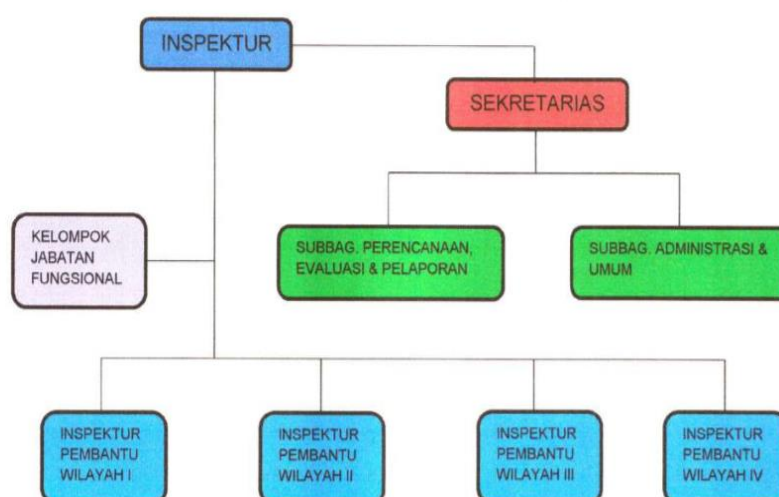 INSPEKTUR
SEKRETARIAS
KELOMPOK
JABATAN
FUNGSIONAL
SUBBAG. PERENCANAAN,
EVALUASI & PELAPORAN
SUBBAG. ADMINISTRASI &
UMUM
INSPEKTUR
PEMBANTU
WILAYAH I
INSPEKTUR
PEMBANTU
WILAYAH II
INSPEKTUR
PEMBANTU
WILAYAH III
INSPEKTUR
PEMBANTU
WILAYAH IV